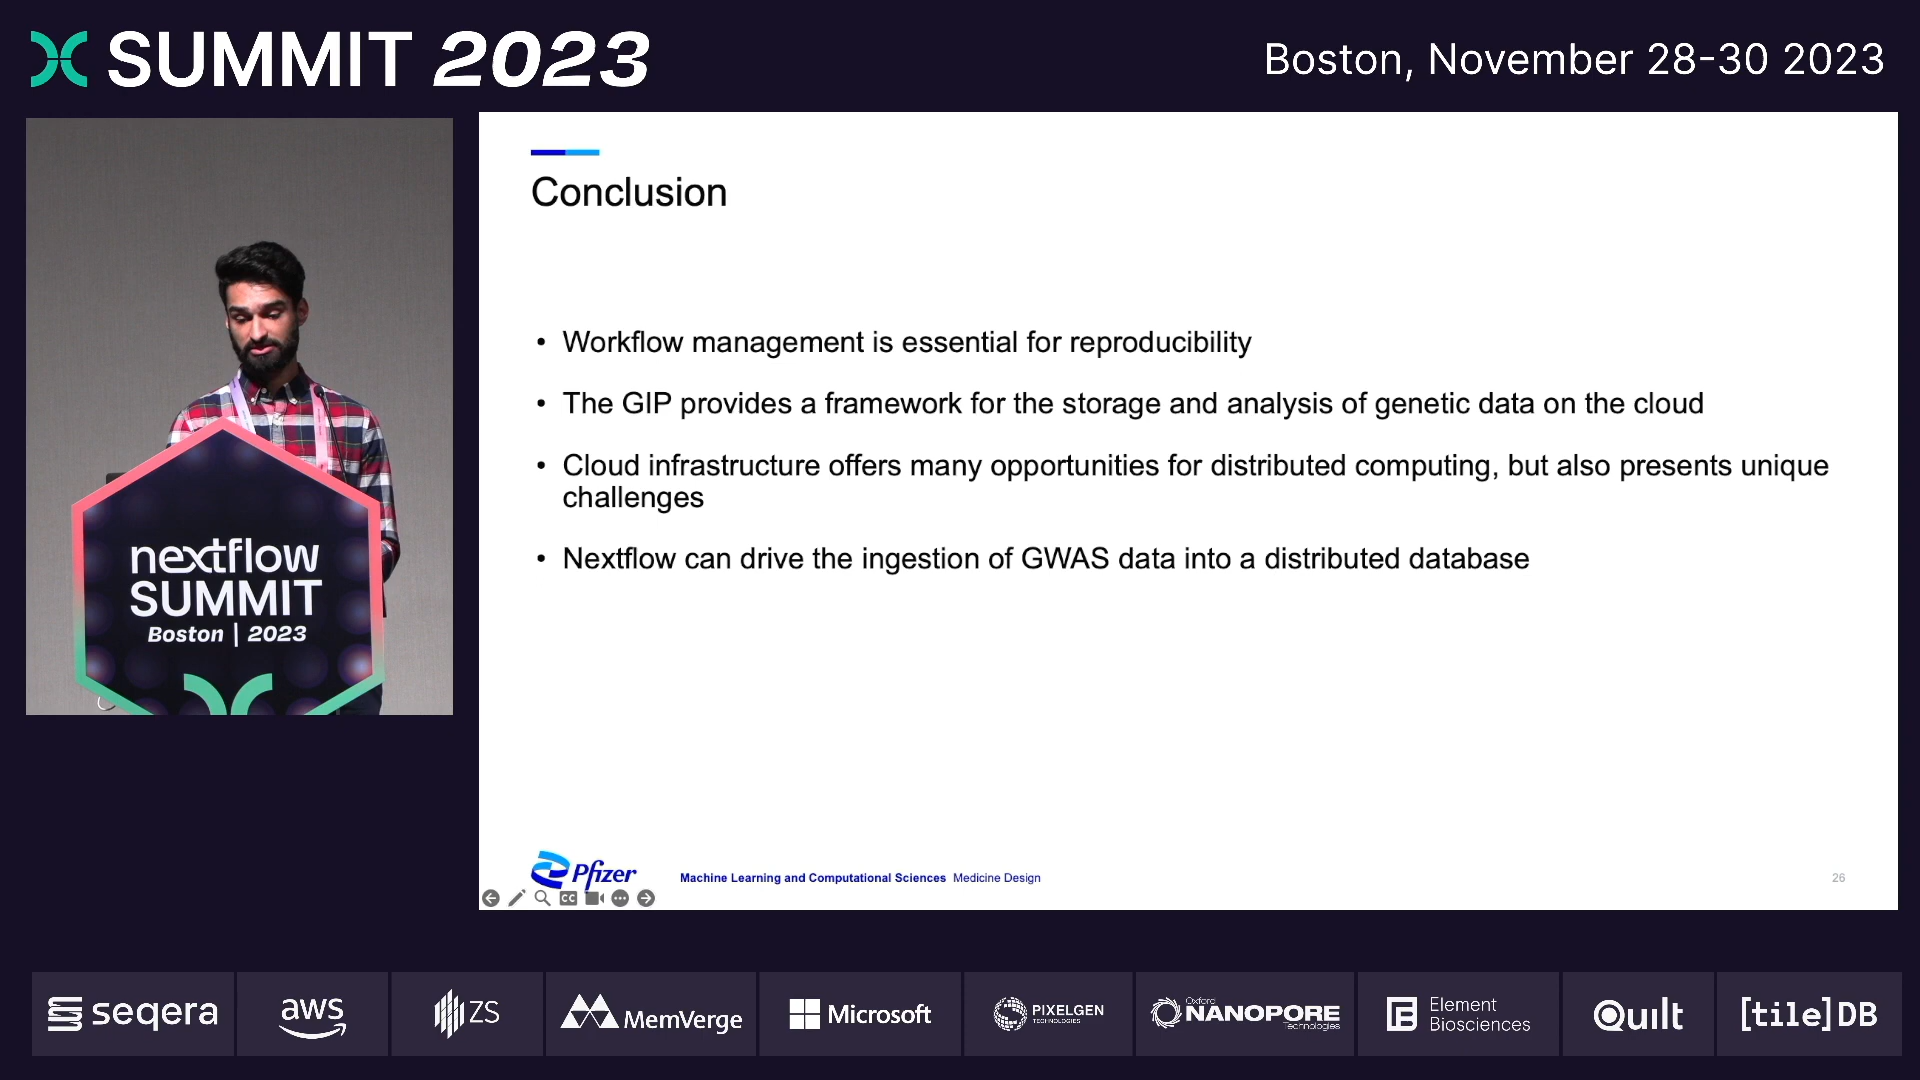 SUMMIT 2023
Boston, November 28-30 2023
nextflow
SUMMIT
Boston | 2023
Conclusion
• Workflow management is essential for reproducibility
• The GIP provides a framework for the storage and analysis of genetic data on the cloud
• Cloud infrastructure offers many opportunities for distributed computing, but also presents unique
challenges
• Nextflow can drive the ingestion of GWAS data into a distributed database
Pfizer
Machine Learning and Computational Sciences Medicine Design
26
CC
seqera
aws
ZS
MemVerge
Microsoft
PIXELGEN
TECHNOLOGIES
Oxford
NANOPORE
Technologies
Element
Biosciences
Quilt
[tile]DB